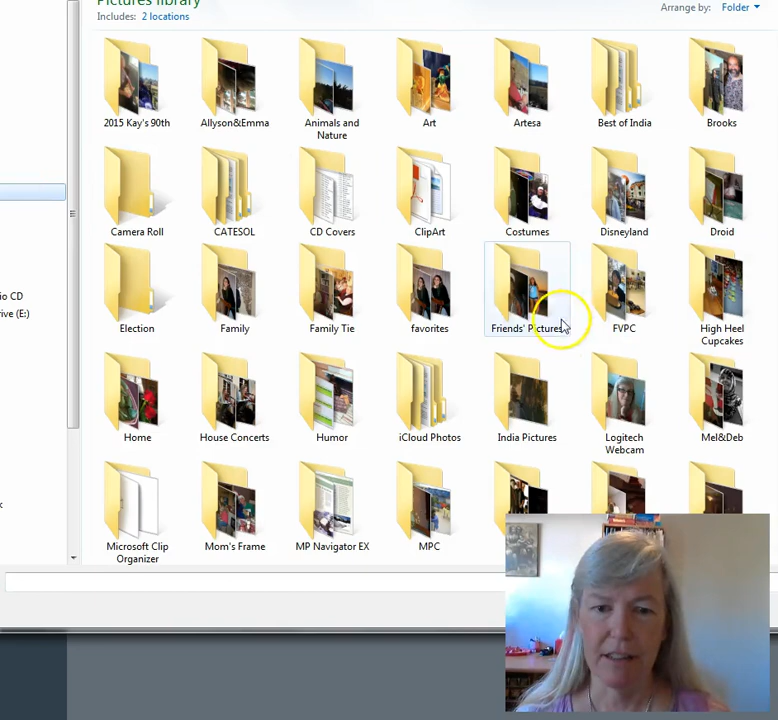 Pictures library
Includes: 2 locations
Arrange by: Folder
2015 Kay's 90th
Allyson&Emma
Animals and
Nature
Art
Artesa
Best of India
Brooks
Camera Roll
CATESOL
CD Covers
ClipArt
Costumes
Disneyland
Droid
io CD
rive (E:)
Election
Family
Family Tie
favorites
Friends' Pictures
FVPC
High Heel
Cupcakes
Home
House Concerts
Humor
iCloud Photos
India Pictures
Logitech
Webcam
Mel&Deb
Microsoft Clip
Organizer
Mom's Frame
MP Navigator EX
MPC